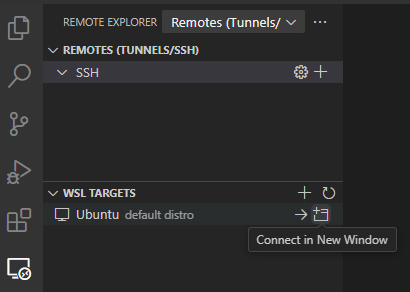 REMOTE EXPLORER Remotes (Tunnels/
REMOTES (TUNNELS/SSH)
SSH
WSL TARGETS
Ubuntu default distro
Connect in New Window